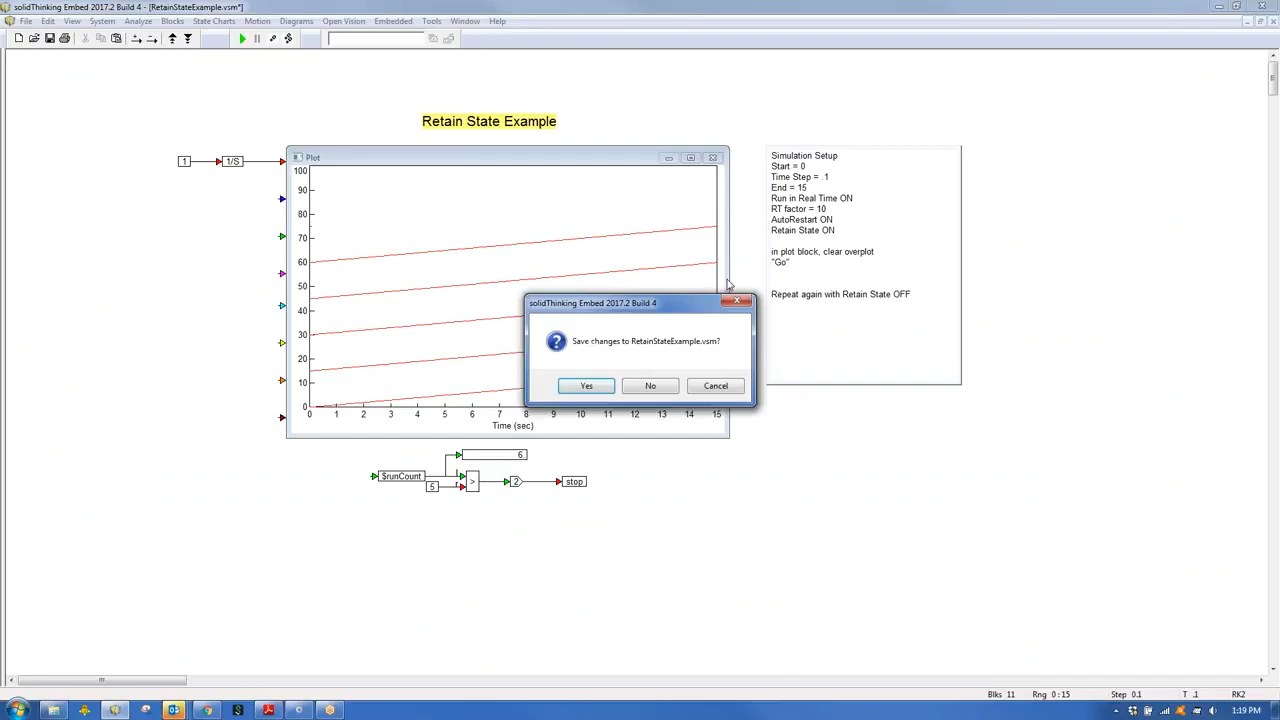 solidThinking Embed 2017.2 Build 4 - [RetainStateExample.vsm*]
File Edit View System Analyze Blocks State Charts Motion Diagrams Open Vision Embedded Tools Window Help
Retain State Example
1
1/S
Plot
100
90
80
70
60
50
40
30
20
10
0
0 1 2 3 4 5 6 7 8 9 10 11 12 13 14 15
Time (sec)
Simulation Setup
Start = 0
Time Step = .1
End = 15
Run in Real Time ON
RT factor = 10
AutoRestart ON
Retain State ON
in plot block, clear overplot
"Go"
Repeat again with Retain State OFF
solidThinking Embed 2017.2 Build 4
Save changes to RetainStateExample.vsm?
Yes No Cancel
6.
$runCount
5
>
2
stop
Blks 11 Rng 0:15 Step 0.1 T .1 RK2
1:19 PM